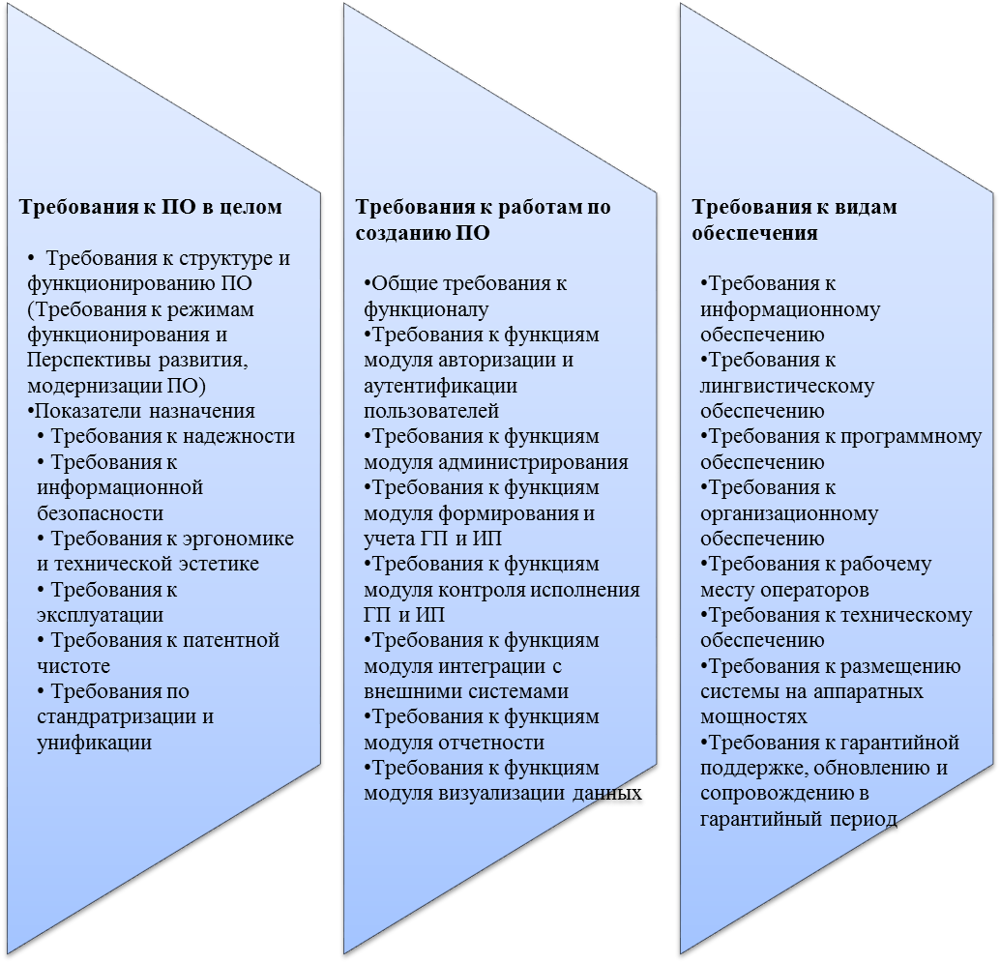 Требования к ПО в целом
• Требования к структуре и
функционированию ПО
(Требования к режимам
функционирования и
Перспективы развития,
модернизации ПО)
•Показатели назначения
• Требования к надежности
• Требования к
информационной
безопасности
• Требования к эргономике
и технической эстетике
• Требования к
эксплуатации
• Требования к патентной
чистоте
• Требования по
стандратризации и
унификации
Требования к работам по
созданию ПО
•Общие требования к
функционалу
•Требования к функциям
модуля авторизации и
аутентификации
пользователей
•Требования к функциям
модуля администрирования
•Требования к функциям
модуля формирования и
учета ГП и ИП
•Требования к функциям
модуля контроля исполнения
ГП и ИП
•Требования к функциям
модуля интеграции с
внешними системами
•Требования к функциям
модуля отчетности
•Требования к функциям
модуля визуализации данных
Требования к видам
обеспечения
•Требования к
информационному
обеспечению
•Требования к
лингвистическому
обеспечению
•Требования к программному
обеспечению
•Требования к
организационному
обеспечению
•Требования к рабочему
месту операторов
•Требования к техническому
обеспечению
•Требования к размещению
системы на аппаратных
мощностях
•Требования к гарантийной
поддержке, обновлению и
сопровождению в
гарантийный период